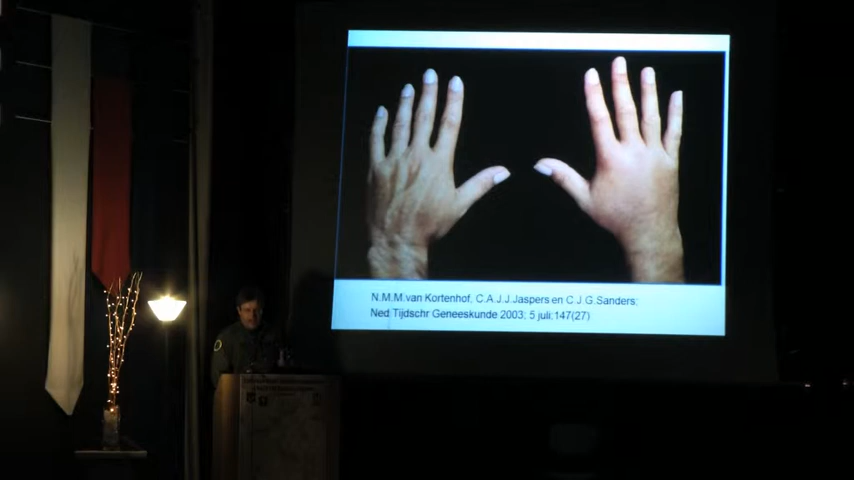 N.M.M.van Kortenhof, C.A.J.J.Jaspers en C.J.G.Sanders;
Ned Tijdschr Geneeskunde 2003; 5 juli;147(27)